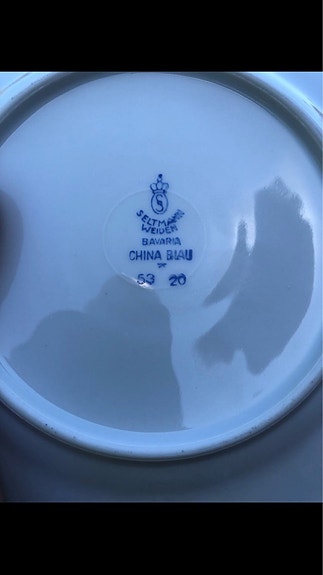 S
SELTMANN
WEIDEN
BAVARIA
CHINA BLAU
53 20